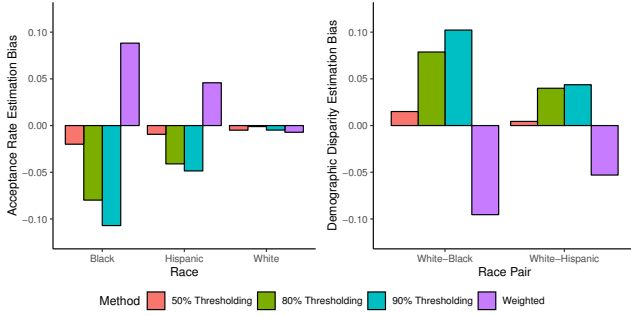 Acceptance Rate Estimation Bias
0.10
0.05
0.00
−0.05
−0.10
Black Hispanic White
Race
Demographic Disparity Estimation Bias
0.10
0.05
0.00
−0.05
−0.10
White−Black White−Hispanic
Race Pair
Method 50% Thresholding 80% Thresholding 90% Thresholding Weighted